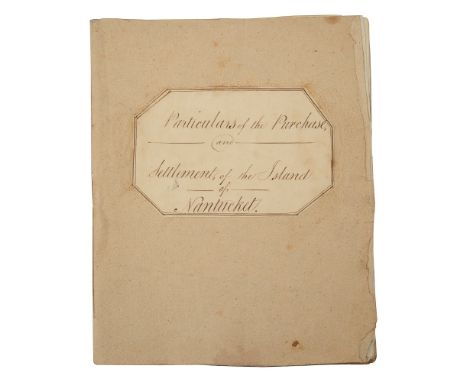 Particulars of the Purchase,
and
Settlement, of the Island
of
Nantucket.